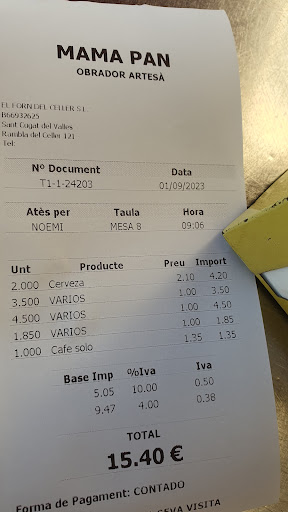 MAMA PAN
OBRADOR ARTESÀ
EL FORN DEL CELLER S.L
B66932625
Sant Cugat del Valles
Rambla del Celler 121
Tel:
Nº Document Data
T1-1-24203 01/09/2023
Atès per Taula Hora
NOEMI MESA 8 09:06
Unt Producte Preu Import
2.000 Cerveza 2.10 4.20
3.500 VARIOS 1.00 3.50
4.500 VARIOS 1.00 4.50
1.850 VARIOS 1.00 1.85
1.000 Cafe solo 1.35 1.35
Base Imp %Iva Iva
5.05 10.00 0.50
9.47 4.00 0.38
TOTAL
15.40 €
Forma de Pagament: CONTADO
SEVA VISITA